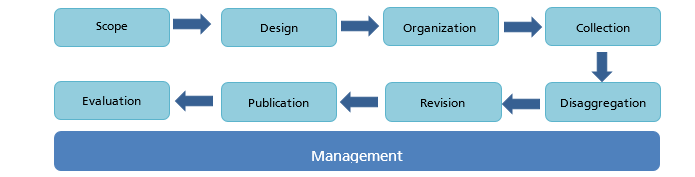 Scope
Design
Organization
Collection
Disaggregation
Revision
Publication
Evaluation
Management